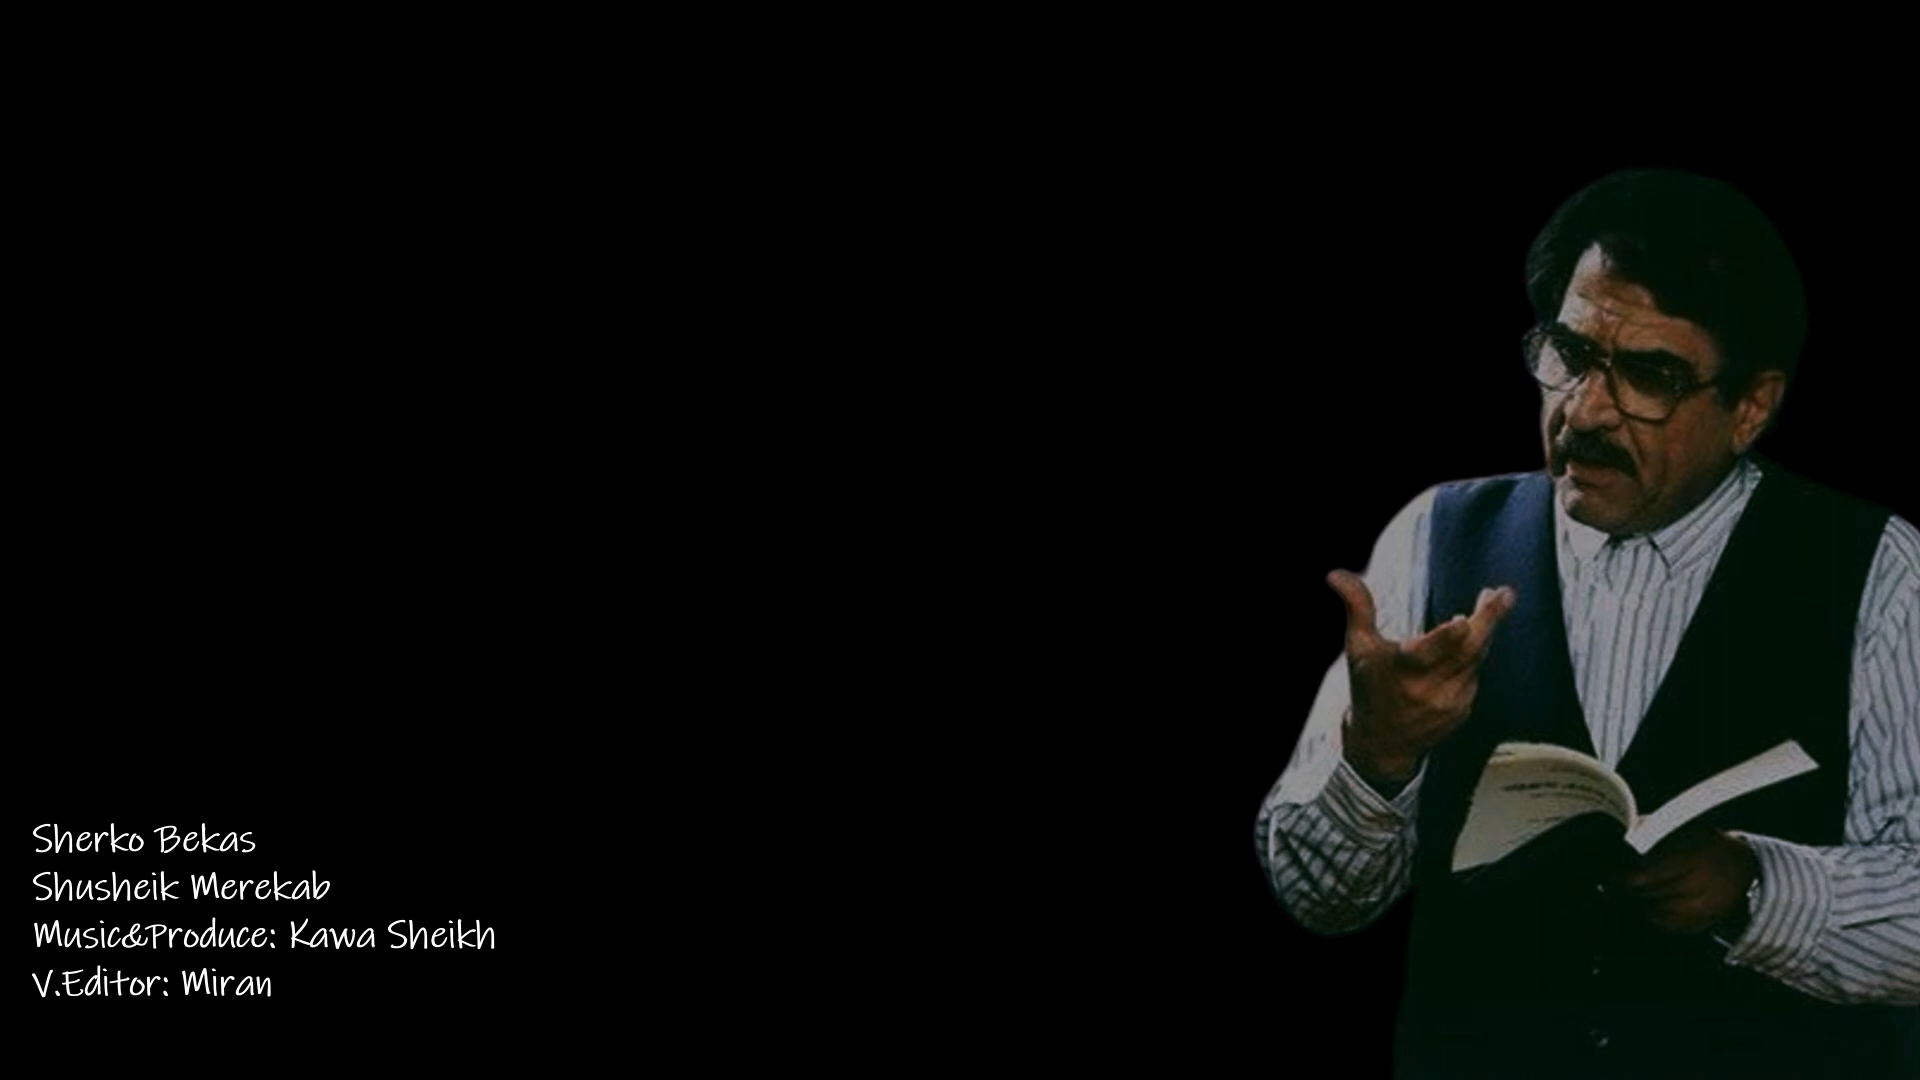 Sherko Bekas
Shusheik Merekab
Music&Produce: Kawa Sheikh
V.Editor: Miran